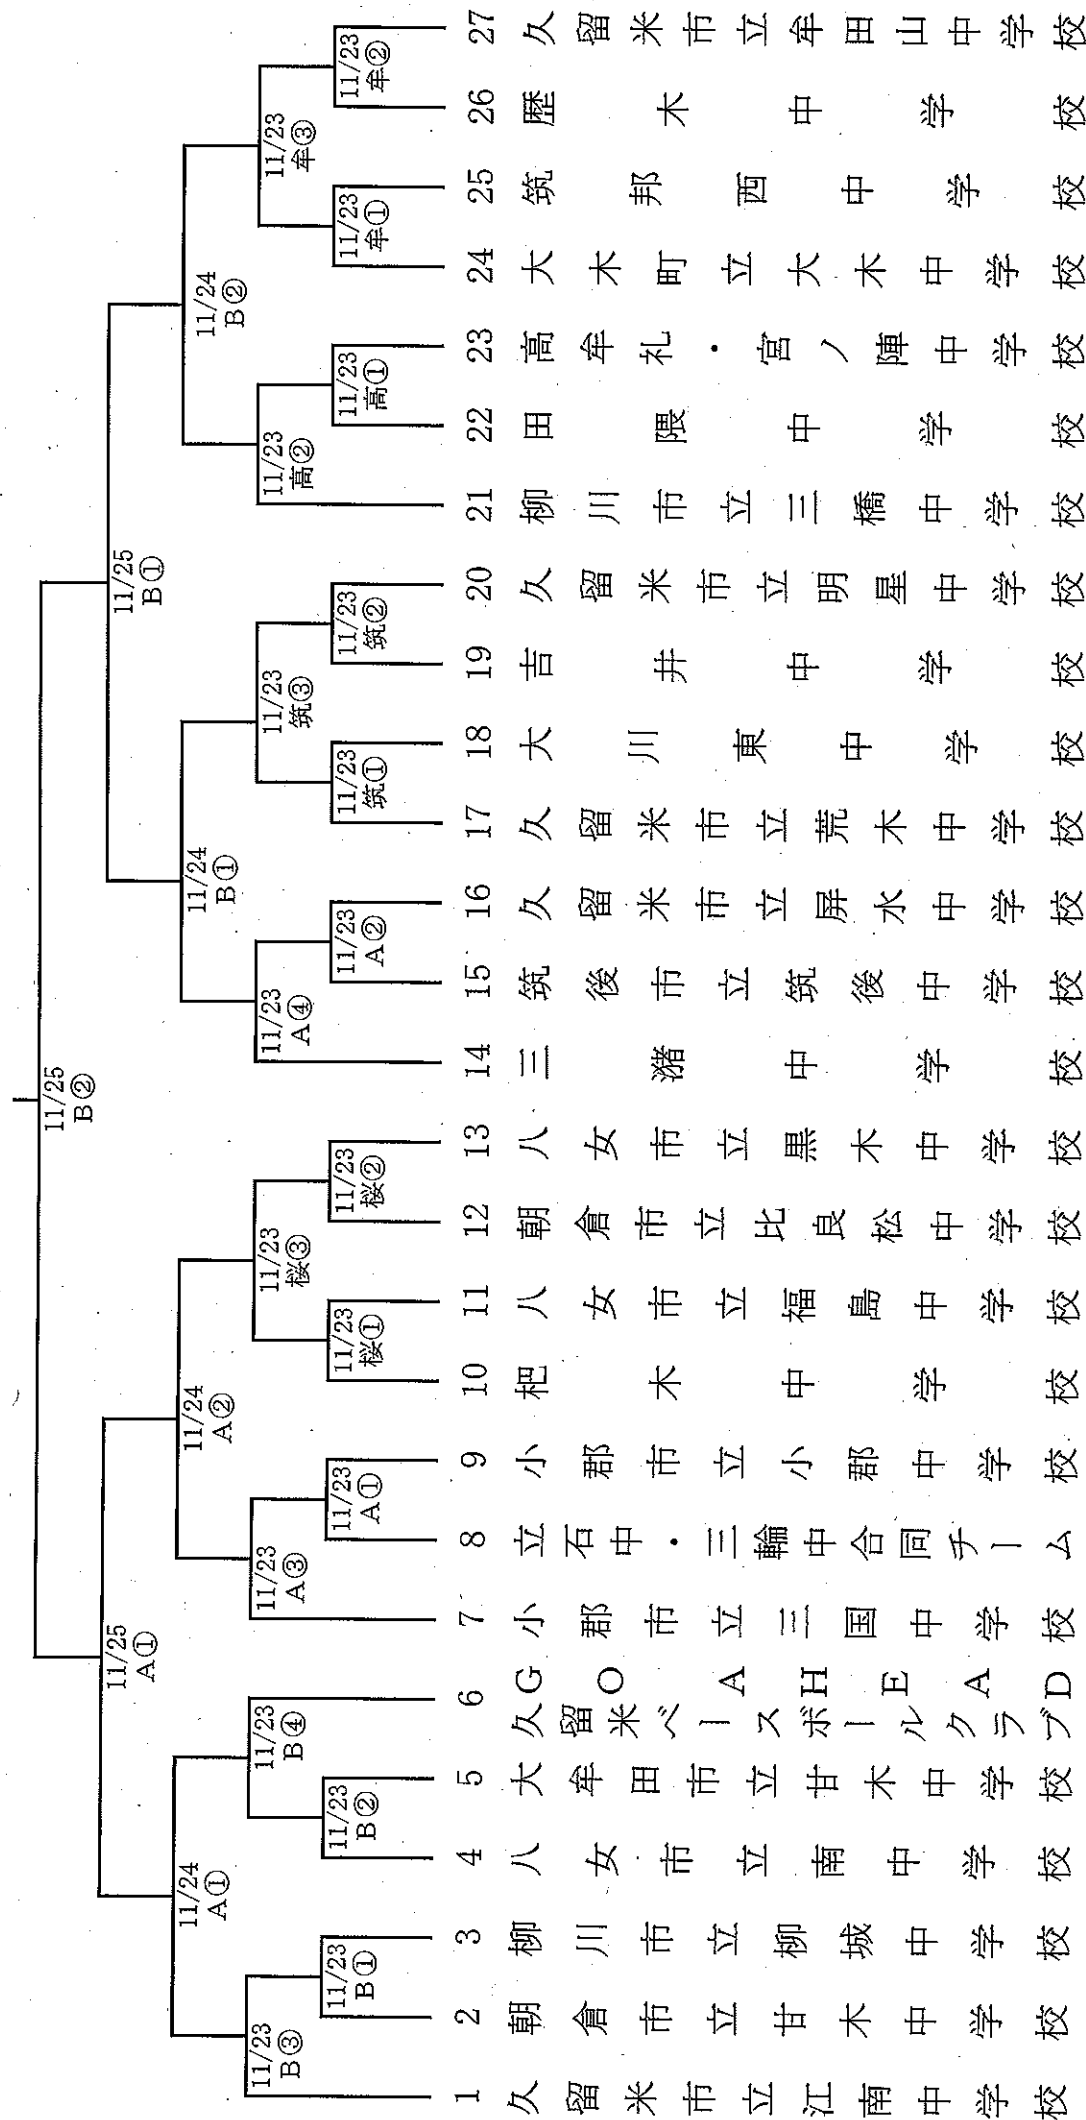 11/25
B②
11/25
A①
11/25
B①
11/24
A①
11/24
A②
11/24
B①
11/24
B②
11/23
B③
11/23
B④
11/23
A③
11/23
桜③
11/23
A④
11/23
筑③
11/23
高②
11/23
牟③
11/23
B①
11/23
B②
11/23
A①
11/23
桜①
11/23
桜②
11/23
A②
11/23
筑①
11/23
筑②
11/23
高①
11/23
牟①
11/23
牟②
1 久留米市立江南中学校
2 朝倉市立甘木中学校
3 柳川市立柳城中学校
4 八女市立南中学校
5 大牟田市立甘木中学校
6 GO AHEAD
久留米ベースボールクラブ
7 小郡市立三国中学校
8 立石中・三輪中合同チーム
9 小郡市立小郡中学校
10 杷木中学校
11 八女市立福島中学校
12 朝倉市立比良松中学校
13 八女市立黒木中学校
14 三潴中学校
15 筑後市立筑後中学校
16 久留米市立屏水中学校
17 久留米市立荒木中学校
18 大川東中学校
19 吉井中学校
20 久留米市立明星中学校
21 柳川市立三橋中学校
22 田隈中学校
23 高牟礼・宮ノ陣中学校
24 大木町立大木中学校
25 筑邦西中学校
26 歴木中学校
27 久留米市立牟田山中学校